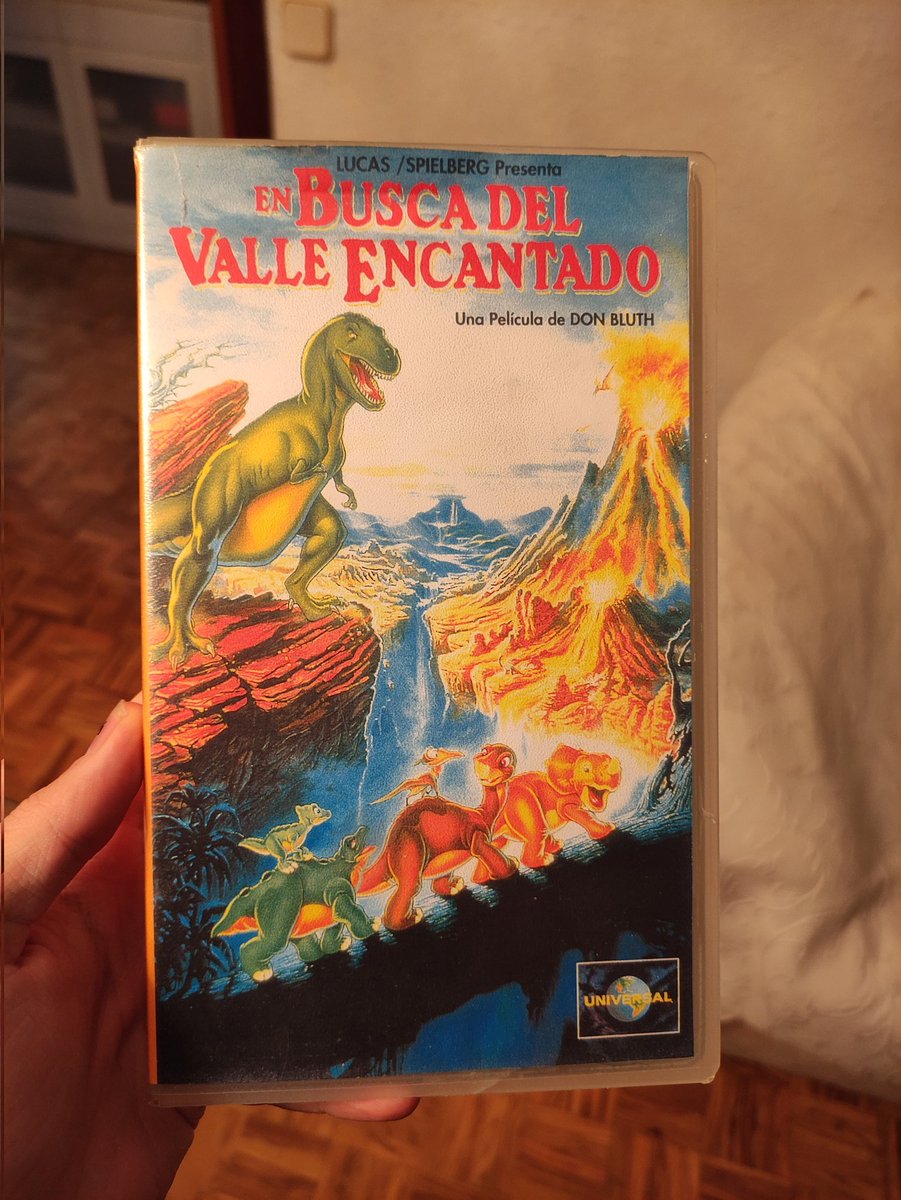 LUCAS /SPIELBERG Presenta
EN BUSCA DEL
VALLE ENCANTADO
Una Película de DON BLUTH
UNIVERSAL